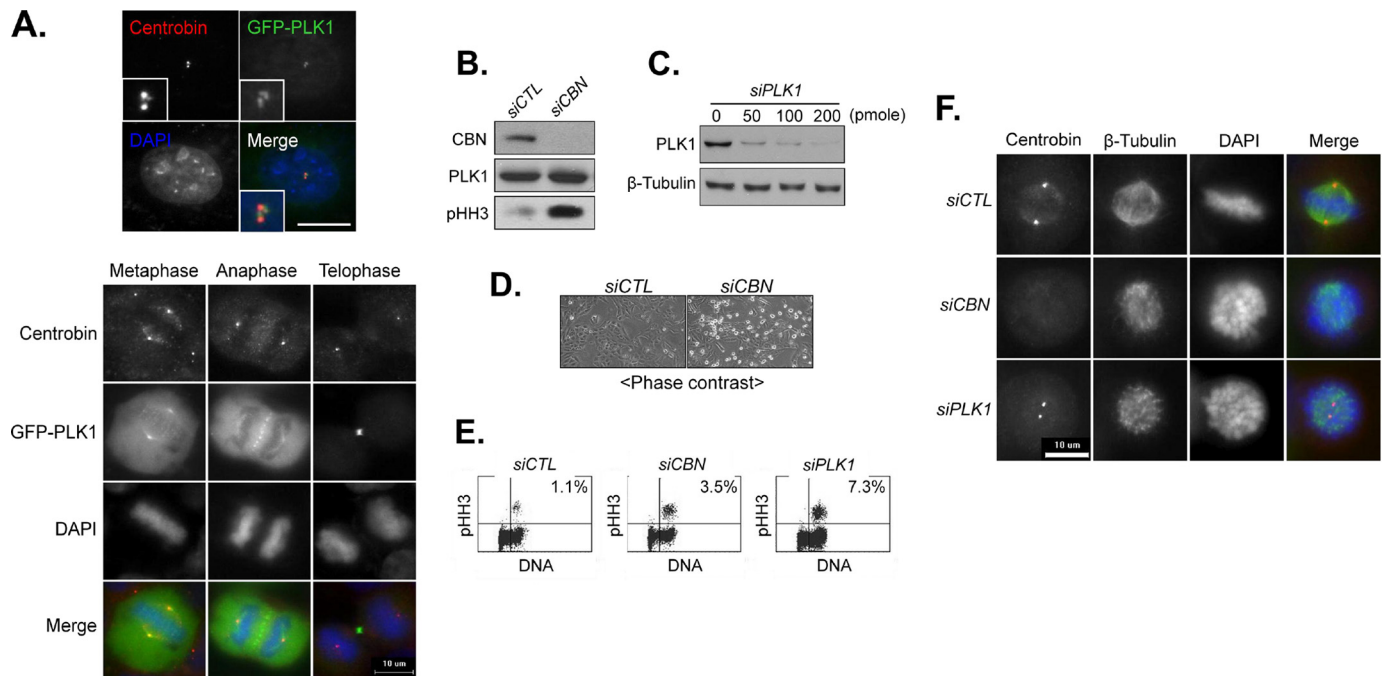 A.
Centrobin GFP-PLK1
DAPI Merge
Metaphase Anaphase Telophase
Centrobin
GFP-PLK1
DAPI
Merge
10 um
B.
siCTL siCBN
CBN
PLK1
pHH3
C.
siPLK1
0 50 100 200 (pmole)
PLK1
β-Tubulin
D.
siCTL siCBN
<Phase contrast>
E.
siCTL siCBN siPLK1
1.1% 3.5% 7.3%
pHH3 pHH3 pHH3
DNA DNA DNA
F.
Centrobin β-Tubulin DAPI Merge
siCTL
siCBN
siPLK1
10 um